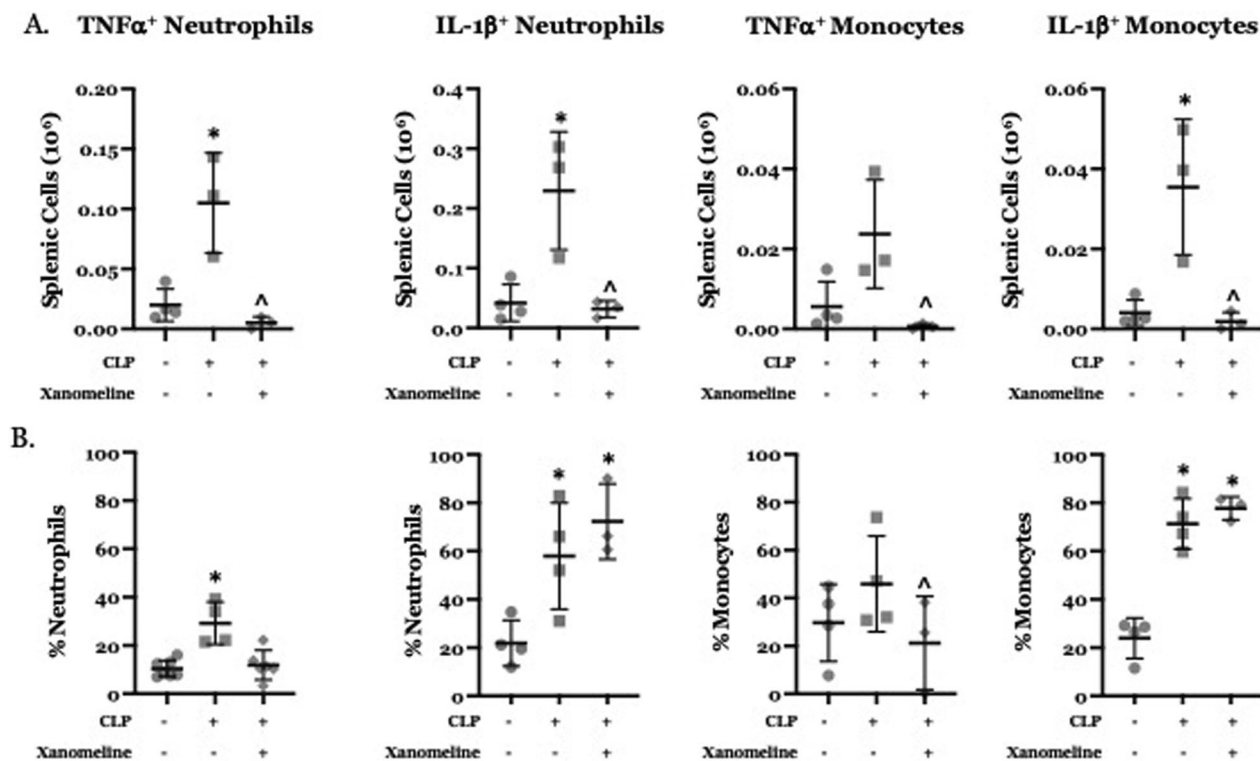 A. TNFα⁺ Neutrophils IL-1β⁺ Neutrophils TNFα⁺ Monocytes IL-1β⁺ Monocytes
Splenic Cells (10⁶) 0.20 0.15 0.10 0.05 0.00 * ^
Splenic Cells (10⁶) 0.4 0.3 0.2 0.1 0.0 * ^
Splenic Cells (10⁶) 0.06 0.04 0.02 0.00 ^
Splenic Cells (10⁶) 0.06 0.04 0.02 0.00 * ^
CLP - + + CLP - + + CLP - + + CLP - + +
Xanomeline - - + Xanomeline - - + Xanomeline - - + Xanomeline - - +
B.
% Neutrophils 100 80 60 40 20 0 *
% Neutrophils 100 80 60 40 20 0 * *
% Monocytes 100 80 60 40 20 0 ^
% Monocytes 100 80 60 40 20 0 * *
CLP - + + CLP - + + CLP - + + CLP - + +
Xanomeline - - + Xanomeline - - + Xanomeline - - + Xanomeline - - +